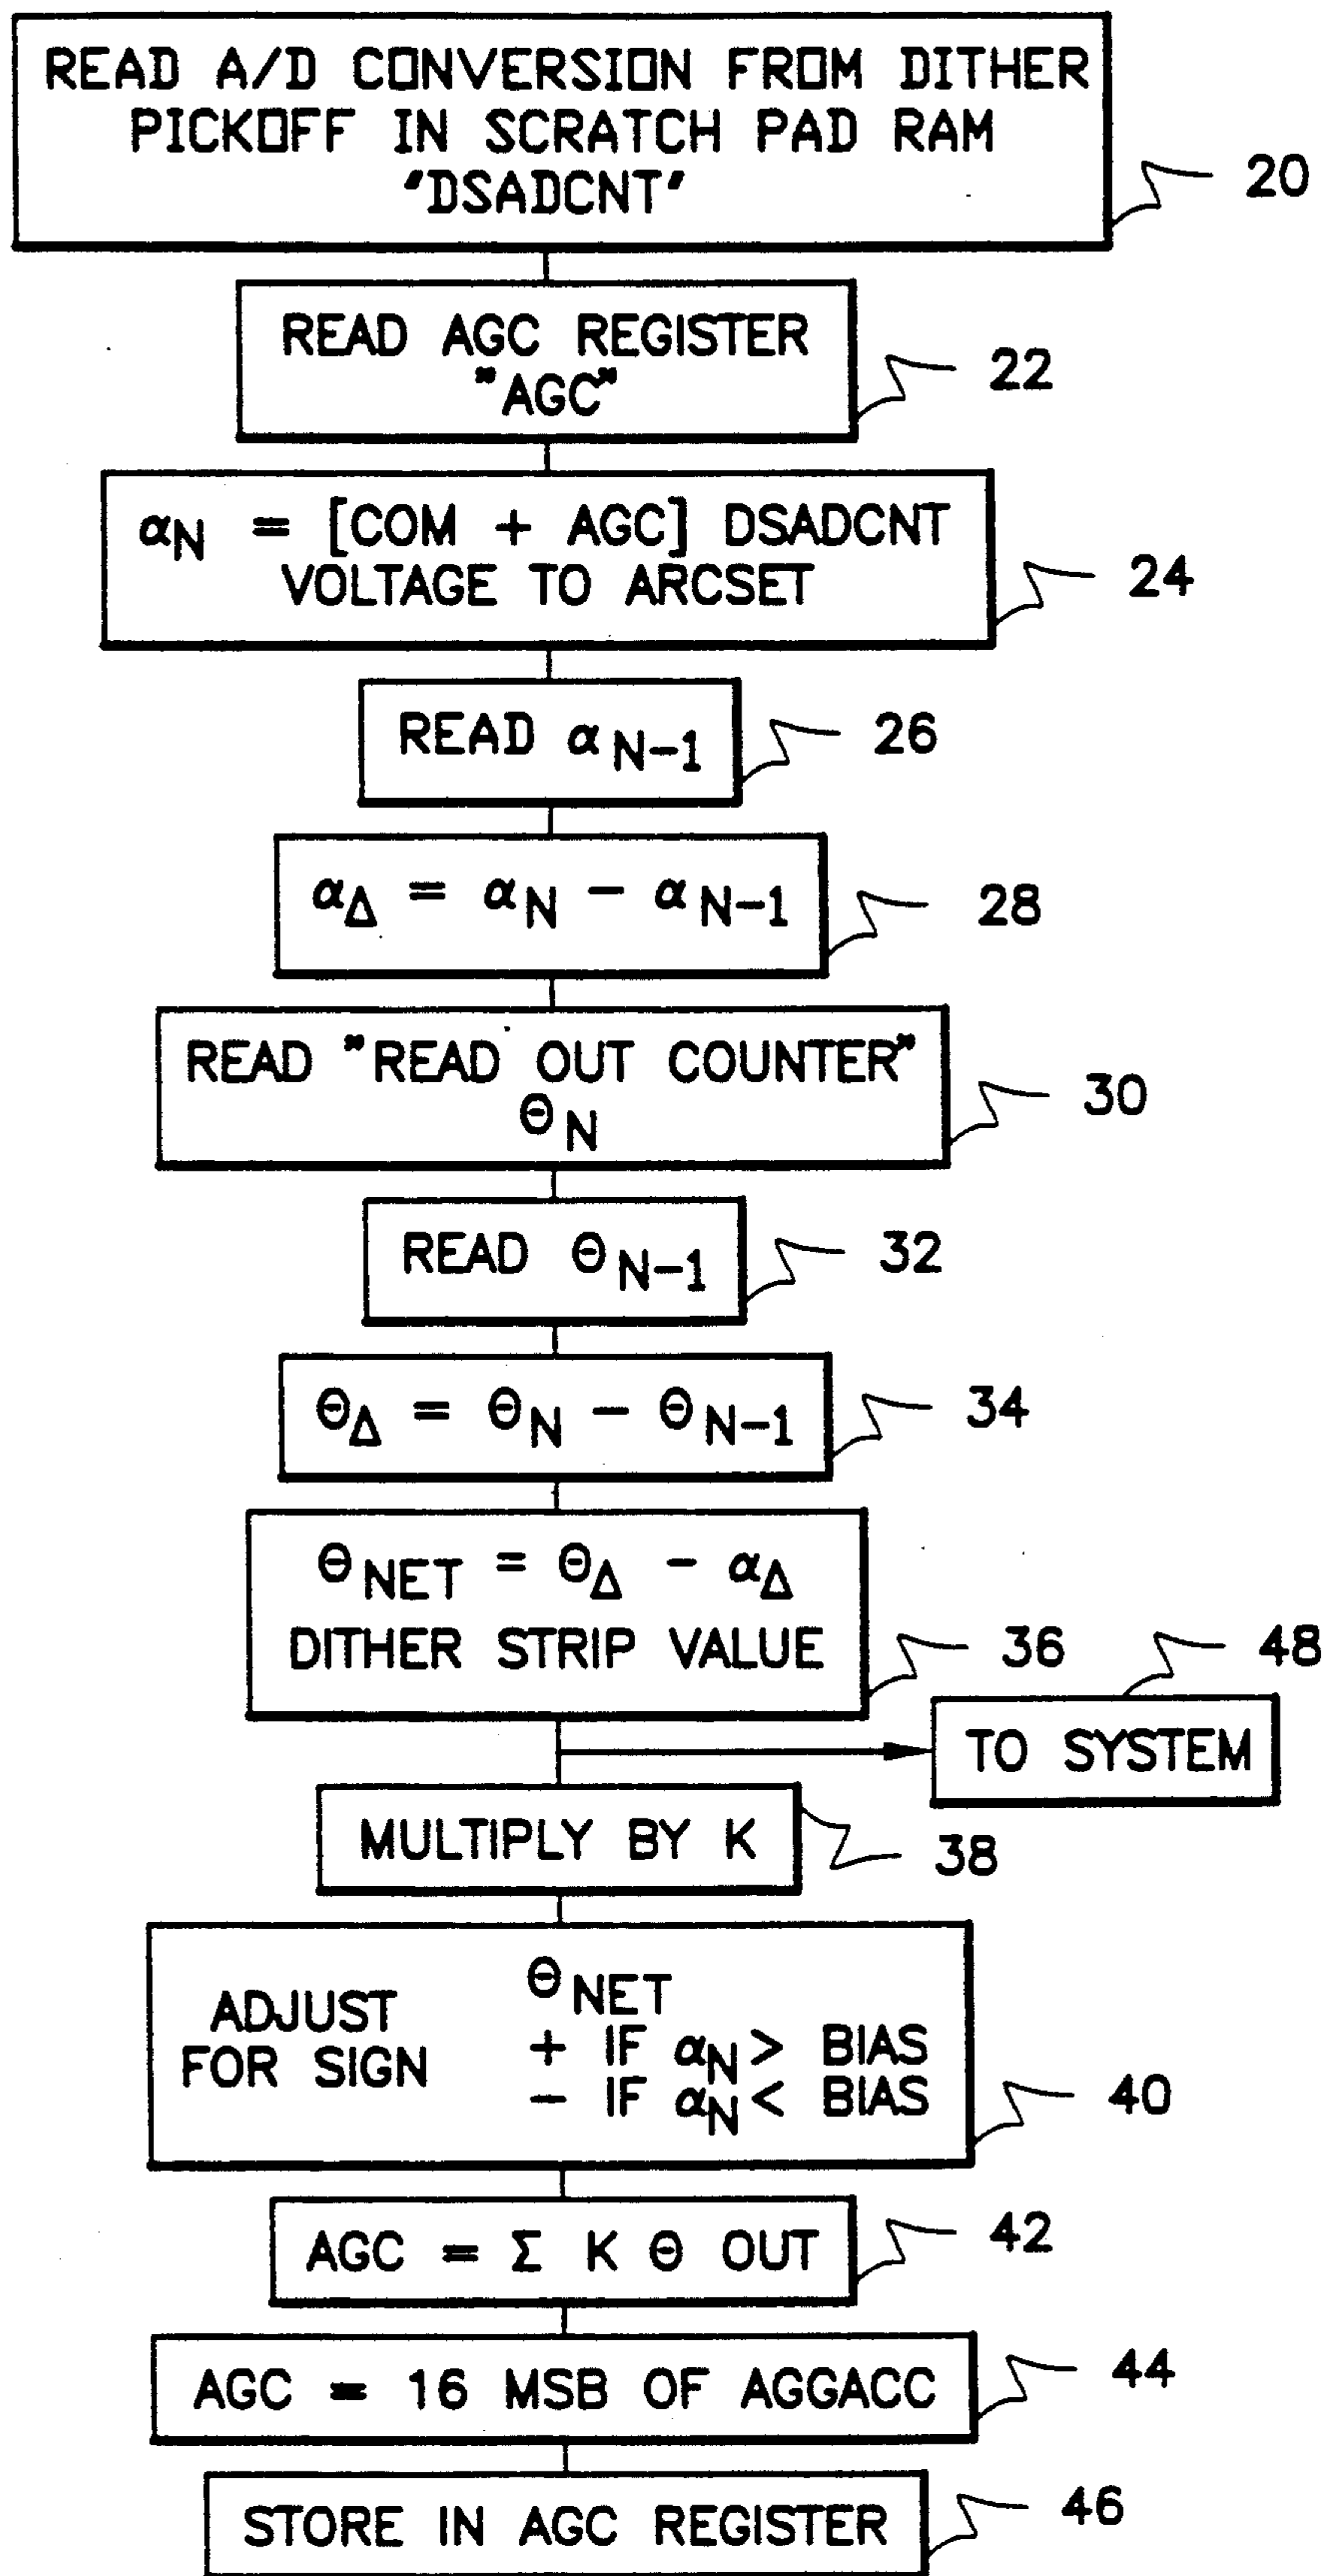 READ A/D CONVERSION FROM DITHER
PICKOFF IN SCRATCH PAD RAM
"DSADCNT"
20
READ AGC REGISTER
"AGC"
22
αN = [COM + AGC] DSADCNT
VOLTAGE TO ARCSET
24
READ αN-1
26
αΔ = αN - αN-1
28
READ "READ OUT COUNTER"
ΘN
30
READ ΘN-1
32
ΘΔ = ΘN - ΘN-1
34
ΘNET = ΘΔ - αΔ
DITHER STRIP VALUE
36
48
TO SYSTEM
MULTIPLY BY K
38
ADJUST
FOR SIGN
ΘNET
+ IF αN > BIAS
- IF αN < BIAS
40
AGC = Σ K Θ OUT
42
AGC = 16 MSB OF AGGACC
44
STORE IN AGC REGISTER
46